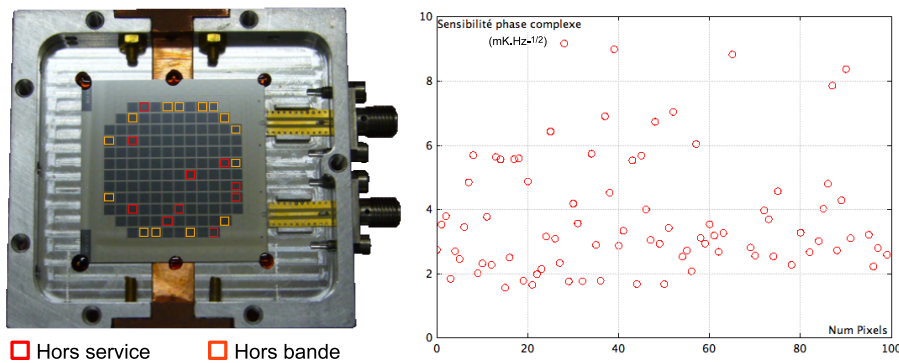 Sensibilité phase complexe
(mK.Hz-1/2)
10
8
6
4
2
0
0
20
40
60
80
100
Num Pixels
Hors service
Hors bande